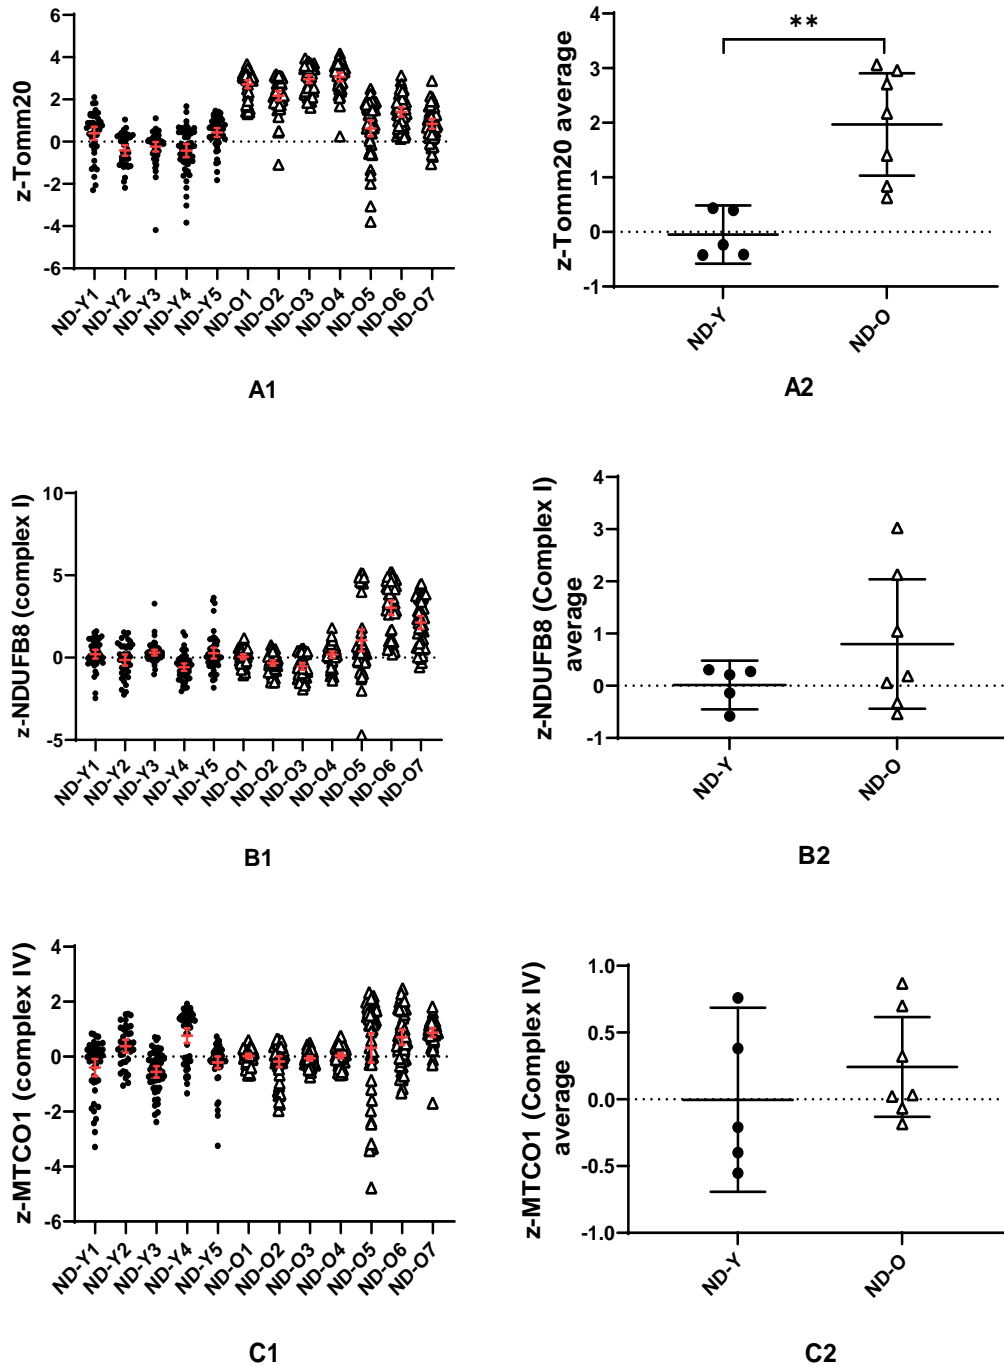 z-Tomm20
6
4
2
0
-2
-4
-6
ND-Y1
ND-Y2
ND-Y3
ND-Y4
ND-Y5
ND-O1
ND-O2
ND-O3
ND-O4
ND-O5
ND-O6
ND-O7
A1
z-Tomm20 average
4
3
2
1
0
-1
**
ND-Y
ND-O
A2
z-NDUFB8 (complex I)
10
5
0
-5
ND-Y1
ND-Y2
ND-Y3
ND-Y4
ND-Y5
ND-O1
ND-O2
ND-O3
ND-O4
ND-O5
ND-O6
ND-O7
B1
z-NDUFB8 (Complex I)
average
4
3
2
1
0
-1
ND-Y
ND-O
B2
z-MTCO1 (complex IV)
4
2
0
-2
-4
-6
ND-Y1
ND-Y2
ND-Y3
ND-Y4
ND-Y5
ND-O1
ND-O2
ND-O3
ND-O4
ND-O5
ND-O6
ND-O7
C1
z-MTCO1 (Complex IV)
average
1.0
0.5
0.0
-0.5
-1.0
ND-Y
ND-O
C2